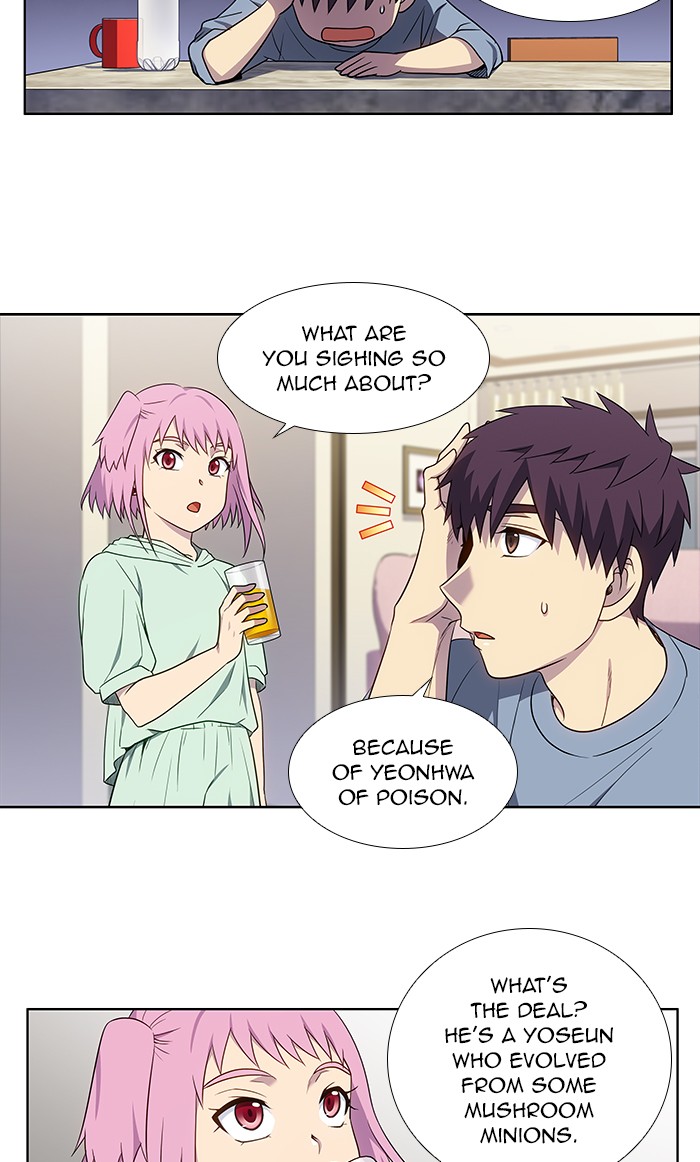 WHAT ARE
YOU SIGHING SO
MUCH ABOUT?
BECAUSE
OF YEONHWA
OF POISON.
WHAT'S
THE DEAL?
HE'S A YOSEUN
WHO EVOLVED
FROM SOME
MUSHROOM
MINIONS.